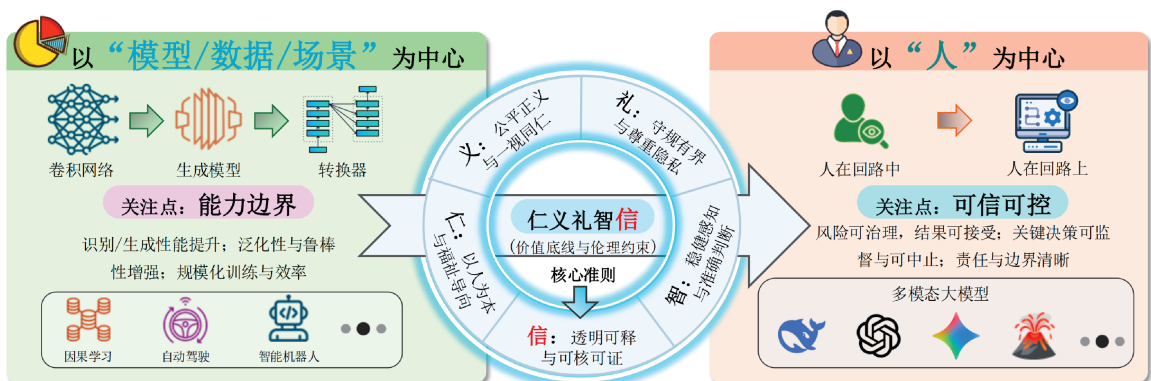 以“模型/数据/场景”为中心
卷积网络
生成模型
转换器
关注点：能力边界
识别/生成性能提升；泛化性与鲁棒
性增强；规模化训练与效率
因果学习
自动驾驶
智能机器人
义：公平正义
与一视同仁
礼：守规有界
与尊重隐私
仁：以人为本
与福祉导向
仁义礼智信
(价值底线与伦理约束)
核心准则
智：稳健感知
与准确判断
信：透明可释
与可核可证
以“人”为中心
人在回路中
人在回路上
关注点：可信可控
风险可治理，结果可接受；关键决策可监
督与可中止；责任与边界清晰
多模态大模型